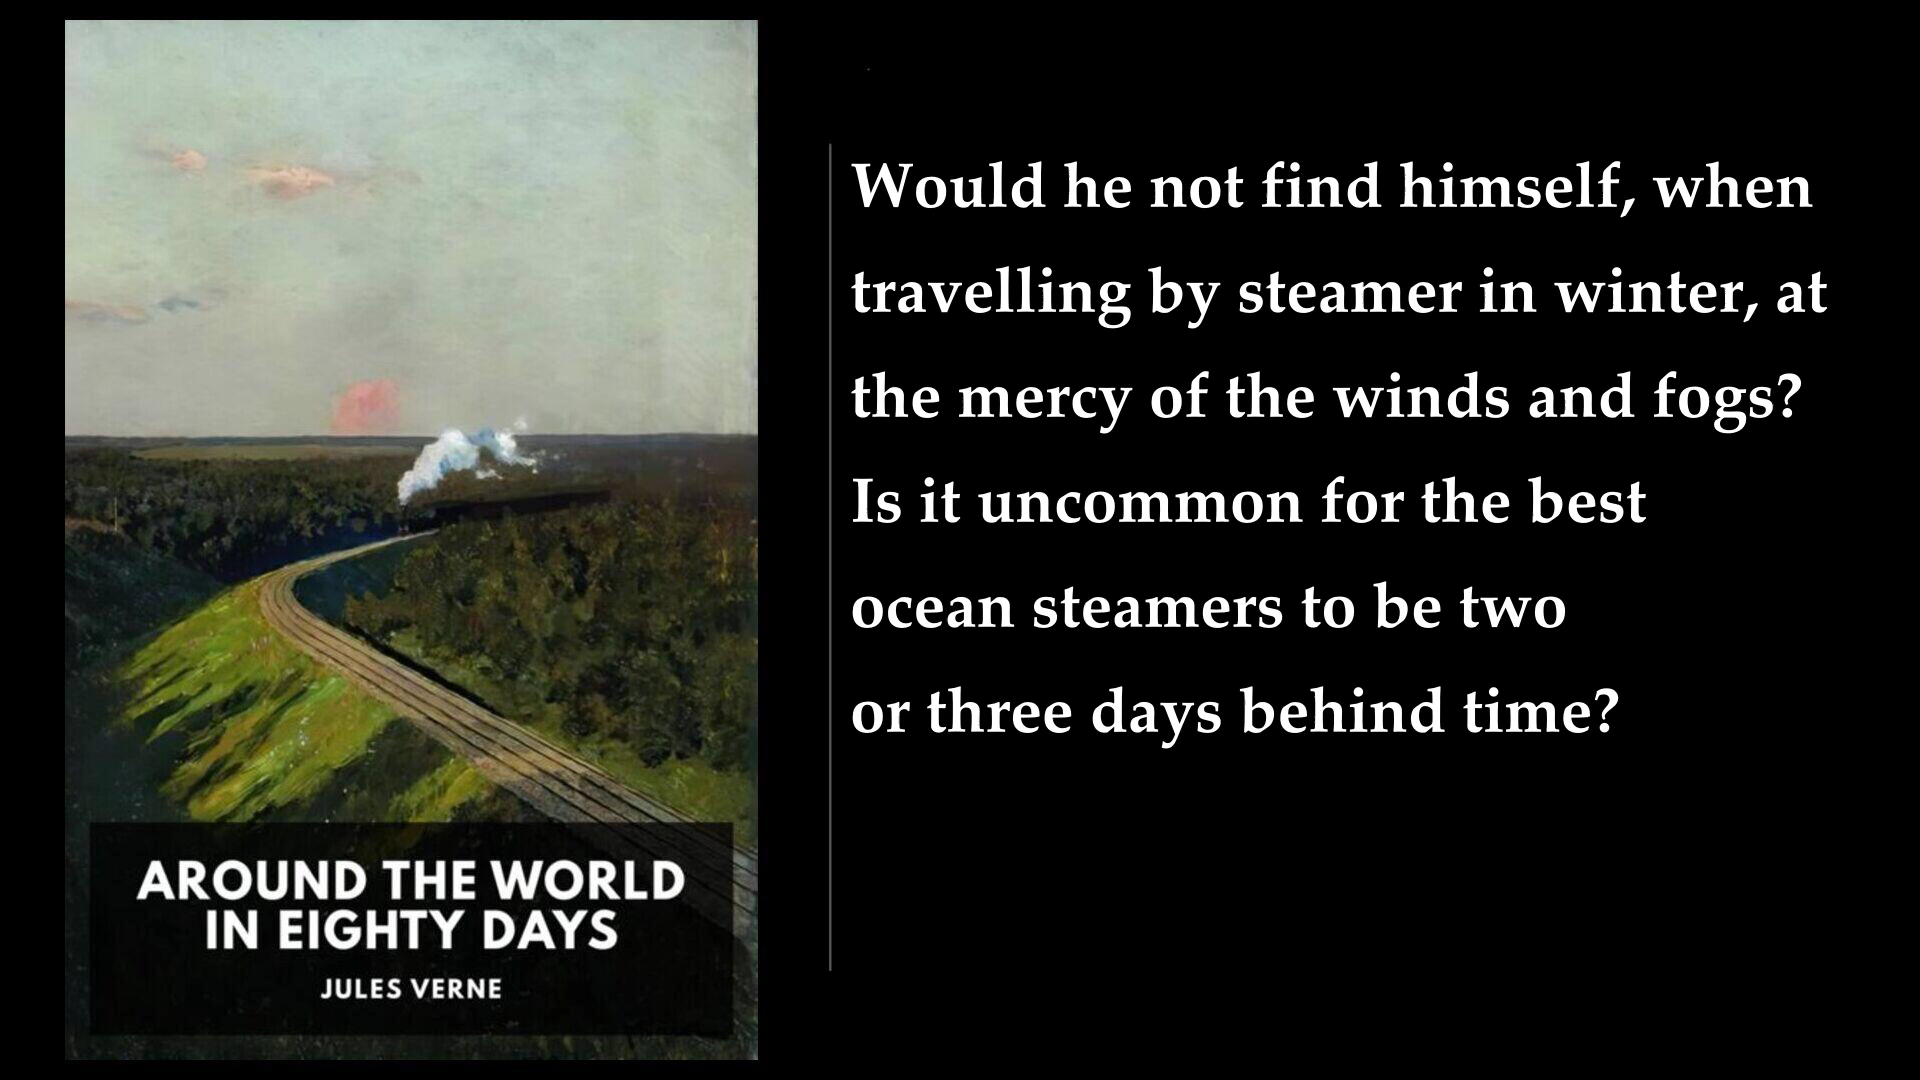 Would he not find himself, when
travelling by steamer in winter, at
the mercy of the winds and fogs?
Is it uncommon for the best
ocean steamers to be two
or three days behind time?
AROUND THE WORLD
IN EIGHTY DAYS
JULES VERNE